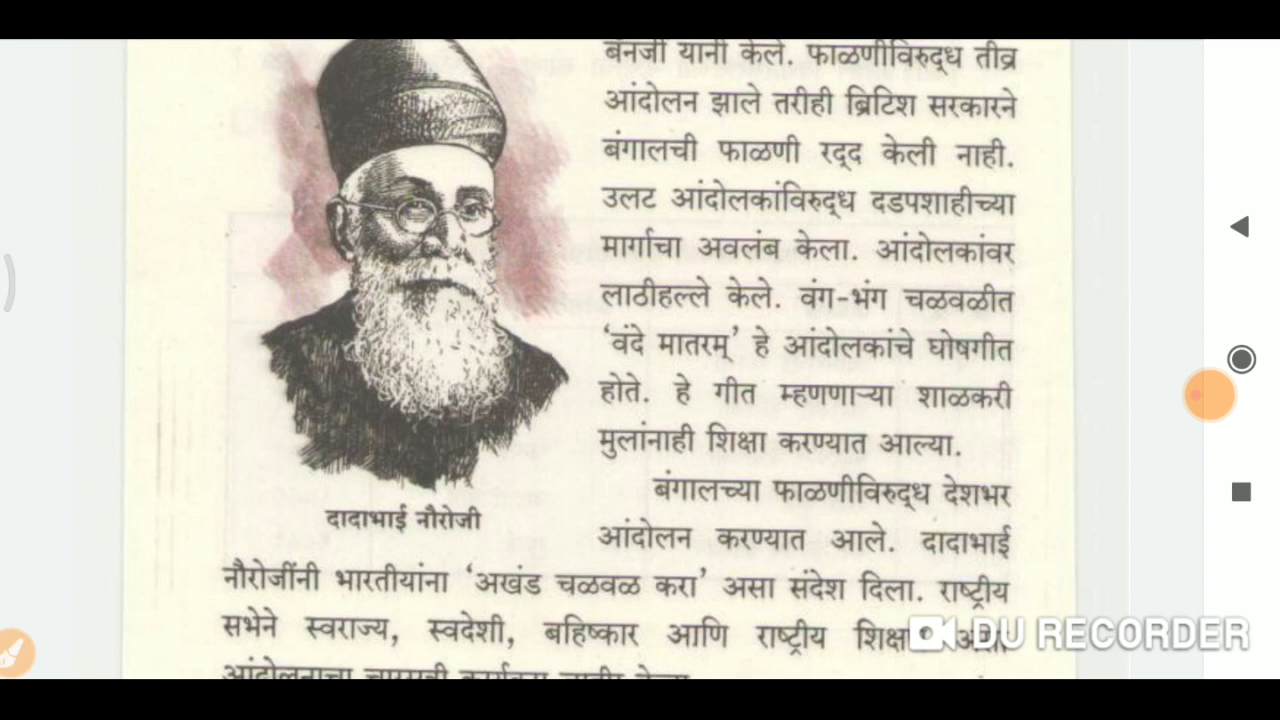 बॅनर्जी यांनी केले. फाळणीविरुद्ध तीव्र
आंदोलन झाले तरीही ब्रिटिश सरकारने
बंगालची फाळणी रद्द केली नाही.
उलट आंदोलकांविरुद्ध दडपशाहीच्या
मार्गाचा अवलंब केला. आंदोलकांवर
लाठीहल्ले केले. वंग-भंग चळवळीत
‘वंदे मातरम्’ हे आंदोलकांचे घोषगीत
होते. हे गीत म्हणणाऱ्या शाळकरी
मुलांनाही शिक्षा करण्यात आल्या.
बंगालच्या फाळणीविरुद्ध देशभर
आंदोलन करण्यात आले. दादाभाई
दादाभाई नौरोजी
नौरोजींनी भारतीयांना ‘अखंड चळवळ करा’ असा संदेश दिला. राष्ट्रीय
सभेने स्वराज्य, स्वदेशी, बहिष्कार आणि राष्ट्रीय
DU RECORDER